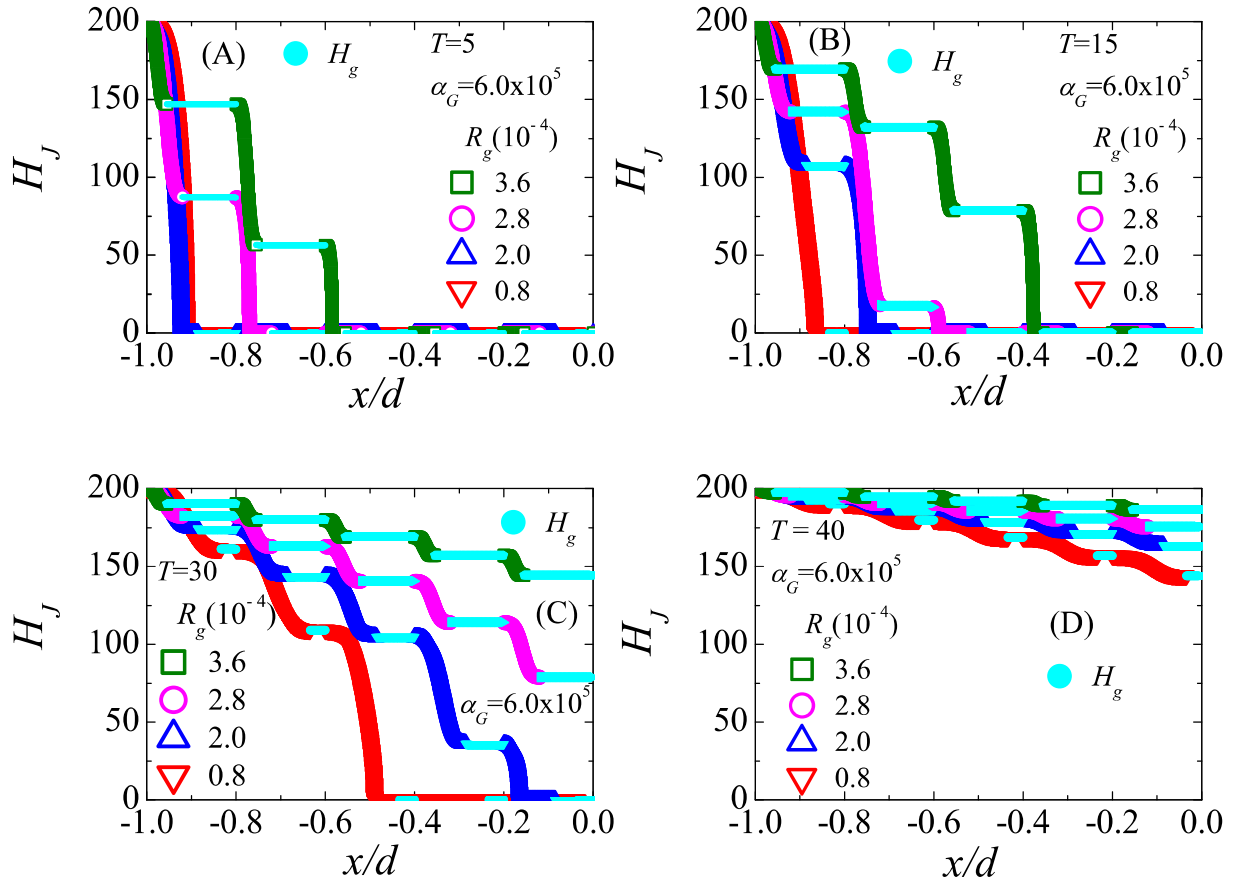 200
150
100
50
0
H_J
(A)
H_g
T=5
α_G=6.0x10^5
R_g(10^-4)
3.6
2.8
2.0
0.8
-1.0 -0.8 -0.6 -0.4 -0.2 0.0
x/d
200
150
100
50
0
H_J
(B)
H_g
T=15
α_G=6.0x10^5
R_g(10^-4)
3.6
2.8
2.0
0.8
-1.0 -0.8 -0.6 -0.4 -0.2 0.0
x/d
200
150
100
50
0
H_J
H_g
T=30
(C)
R_g(10^-4)
3.6
2.8
2.0
0.8
α_G=6.0x10^5
-1.0 -0.8 -0.6 -0.4 -0.2 0.0
x/d
200
150
100
50
0
H_J
T = 40
α_G=6.0x10^5
R_g(10^-4)
3.6
2.8
2.0
0.8
(D)
H_g
-1.0 -0.8 -0.6 -0.4 -0.2 0.0
x/d